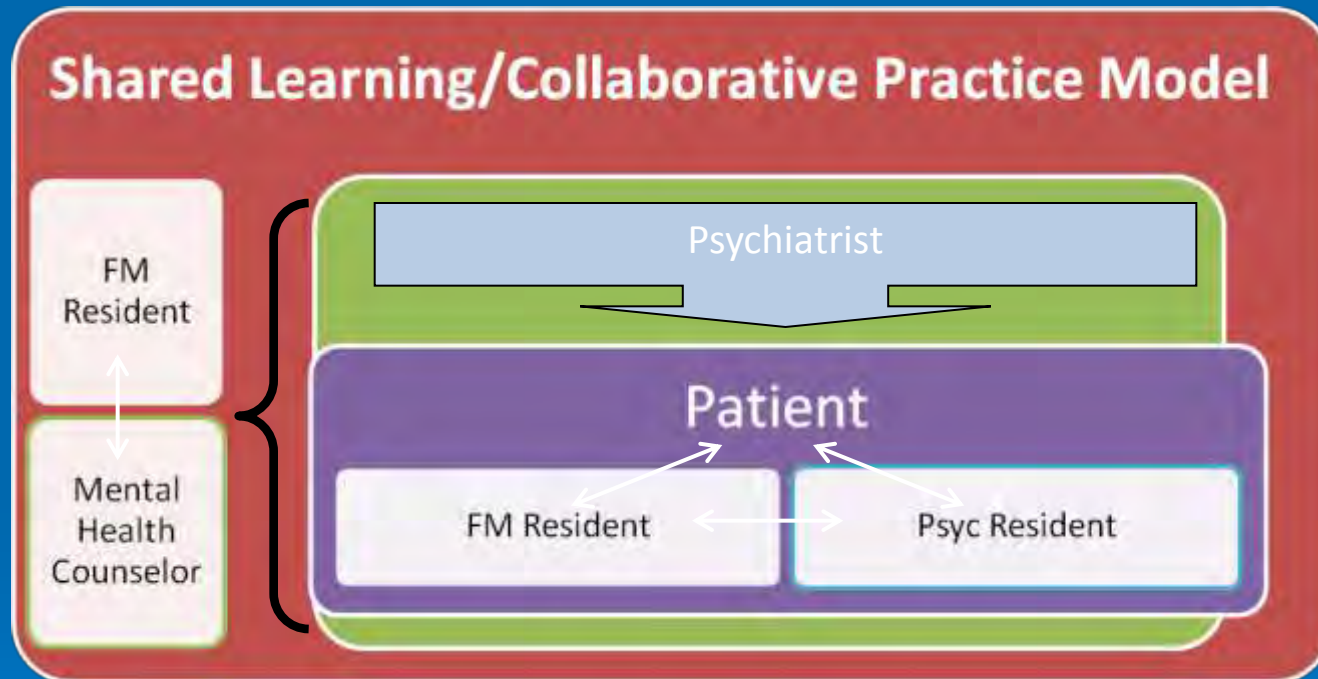 Shared Learning/Collaborative Practice Model
FM
Resident
Mental
Health
Counselor
Psychiatrist
Patient
FM Resident
Psyc Resident